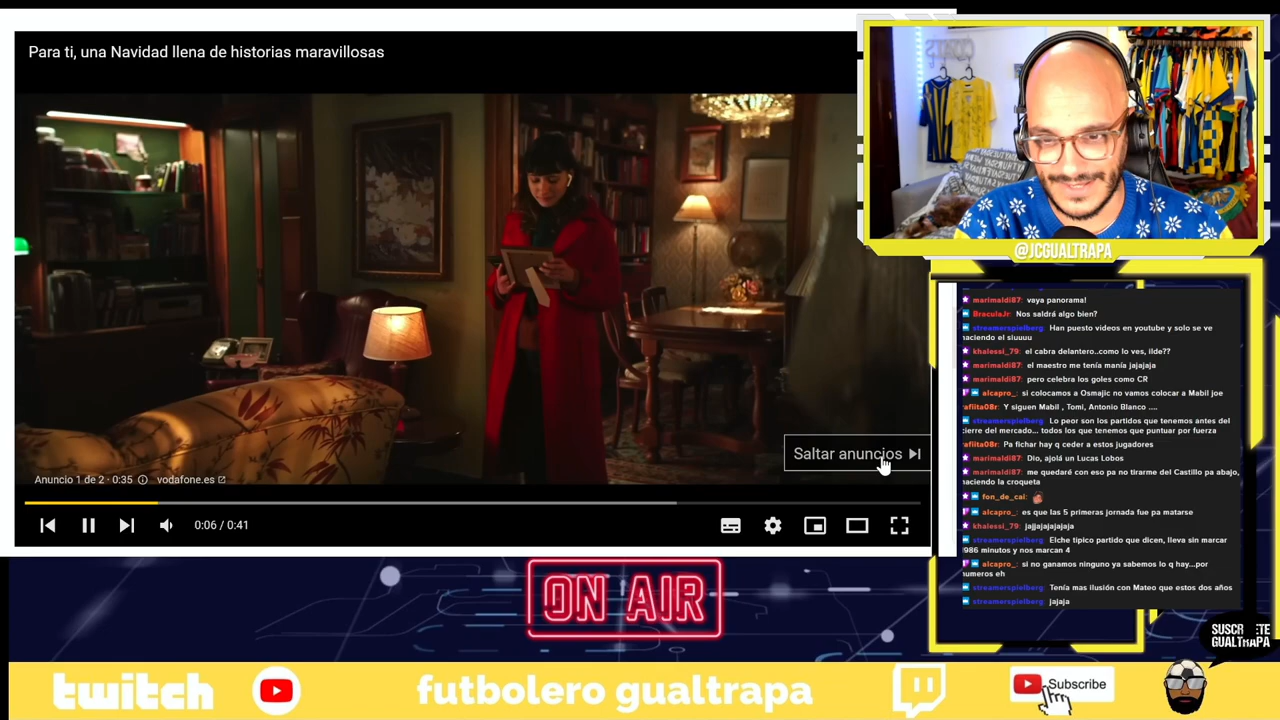 Para ti, una Navidad llena de historias maravillosas
Saltar anuncios
Anuncio 1 de 2 · 0:35
vodafone.es
0:06 / 0:41
@JCGUALTRAPA
marimaldi87: vaya panorama!
BraculaJr: Nos saldrá algo bien?
streamerspielberg: Han puesto videos en youtube y solo se ve
haciendo el siuuuu
khalessi_79: el cabra delantero..como lo ves, ilde??
marimaldi87: el maestro me tenía manía jajajaja
marimaldi87: pero celebra los goles como CR
alcapro_: si colocamos a Osmajic no vamos colocar a Mabil joe
rafiita08r: Y siguen Mabil , Tomi, Antonio Blanco ....
streamerspielberg: Lo peor son los partidos que tenemos antes del
cierre del mercado... todos los que tenemos que puntuar por fuerza
rafiita08r: Pa fichar hay q ceder a estos jugadores
marimaldi87: Dio, ajolá un Lucas Lobos
marimaldi87: me quedaré con eso pa no tirarme del Castillo pa abajo,
haciendo la croqueta
fon_de_cai:
alcapro_: es que las 5 primeras jornada fue pa matarse
khalessi_79: jajjajajajajaja
streamerspielberg: Elche tipico partido que dicen, lleva sin marcar
986 minutos y nos marcan 4
alcapro_: si no ganamos ninguno ya sabemos lo q hay...por
numeros eh
streamerspielberg: Tenía mas ilusión con Mateo que estos dos años
streamerspielberg: jajaja
ON AIR
GUALTRAPA
twitch
futbolero gualtrapa
Subscribe